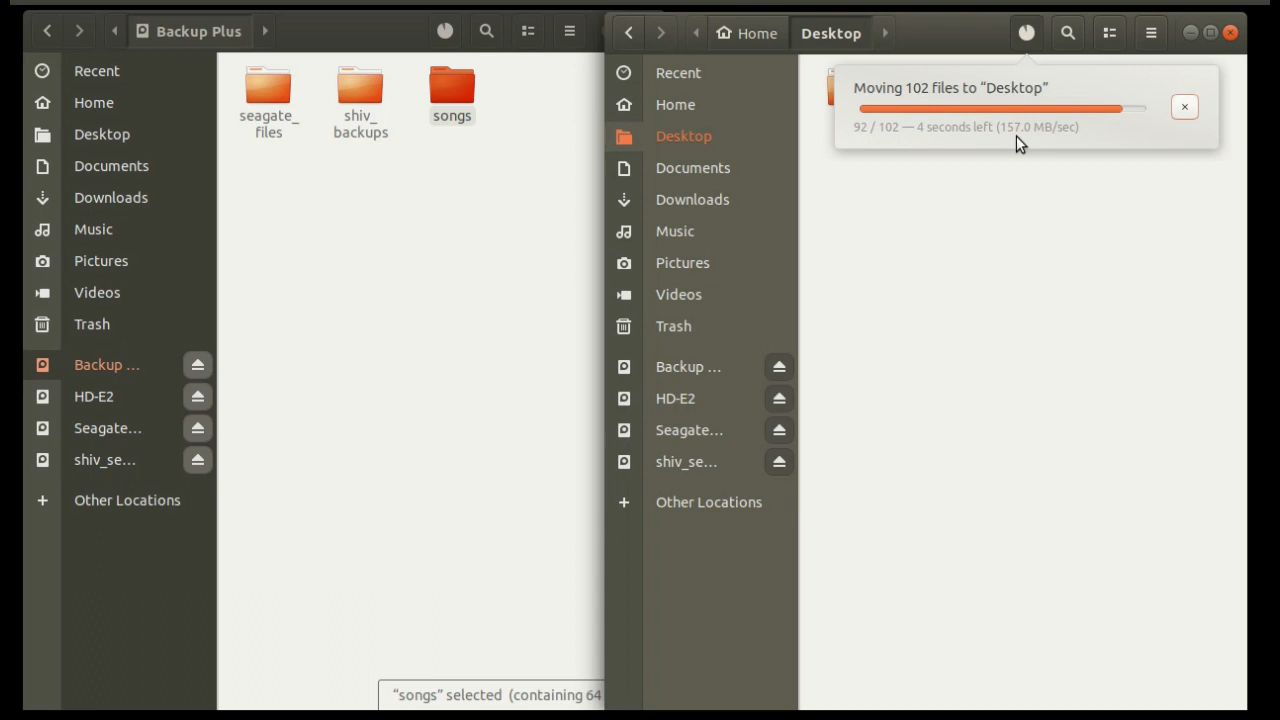 Backup Plus
Recent
Home
Desktop
Documents
Downloads
Music
Pictures
Videos
Trash
Backup ...
HD-E2
Seagate...
shiv_se...
Other Locations
seagate_
files
shiv_
backups
songs
“songs” selected (containing 64
Home
Desktop
Recent
Home
Desktop
Documents
Downloads
Music
Pictures
Videos
Trash
Backup ...
HD-E2
Seagate...
shiv_se...
Other Locations
Moving 102 files to “Desktop”
92 / 102 — 4 seconds left (157.0 MB/sec)